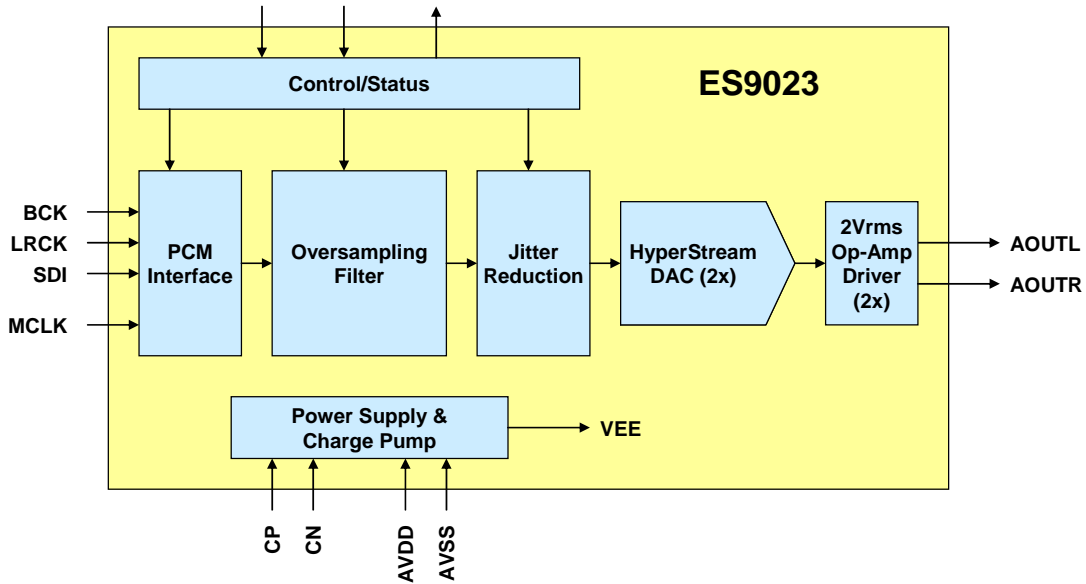 Control/Status
ES9023
BCK
LRCK
SDI
MCLK
PCM
Interface
Oversampling
Filter
Jitter
Reduction
HyperStream
DAC (2x)
2Vrms
Op-Amp
Driver
(2x)
AOUTL
AOUTR
Power Supply &
Charge Pump
VEE
CP
CN
AVDD
AVSS